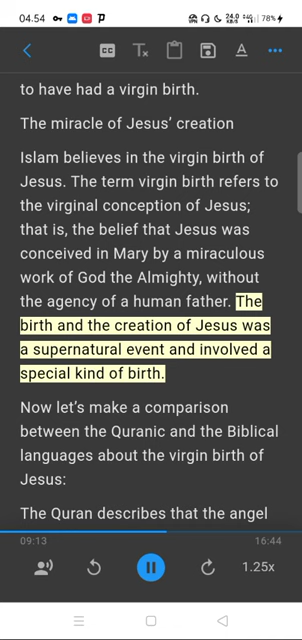 04.54
24.0
KB/S
78%
CC
to have had a virgin birth.
The miracle of Jesus’ creation
Islam believes in the virgin birth of
Jesus. The term virgin birth refers to
the virginal conception of Jesus;
that is, the belief that Jesus was
conceived in Mary by a miraculous
work of God the Almighty, without
the agency of a human father. The
birth and the creation of Jesus was
a supernatural event and involved a
special kind of birth.
Now let’s make a comparison
between the Quranic and the Biblical
languages about the virgin birth of
Jesus:
The Quran describes that the angel
09:13
16:44
1.25x